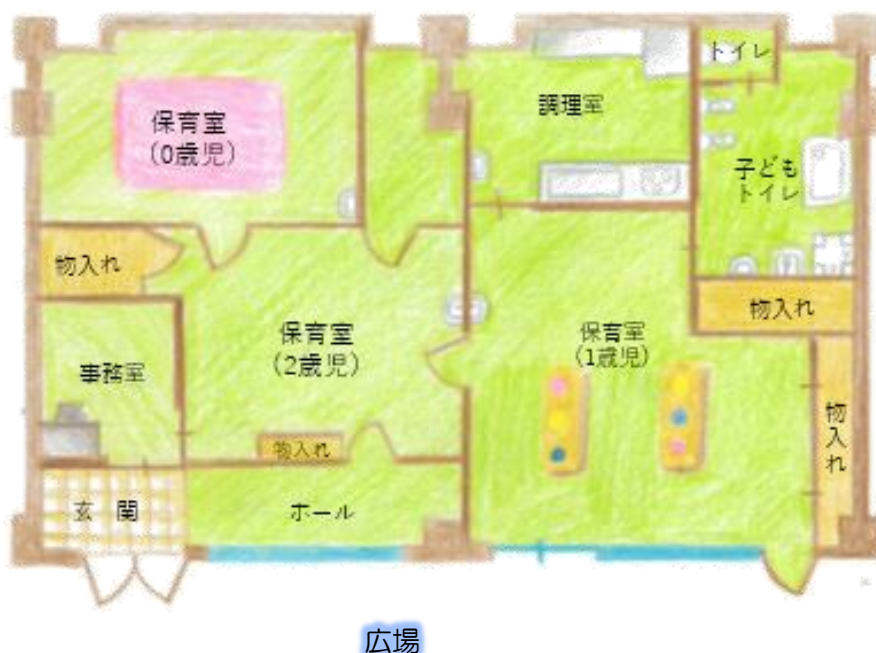 保育室
（0歳児）
調理室
トイレ
子ども
トイレ
物入れ
保育室
（2歳児）
保育室
（1歳児）
物入れ
事務室
物入れ
物入れ
玄　関
ホール
広場